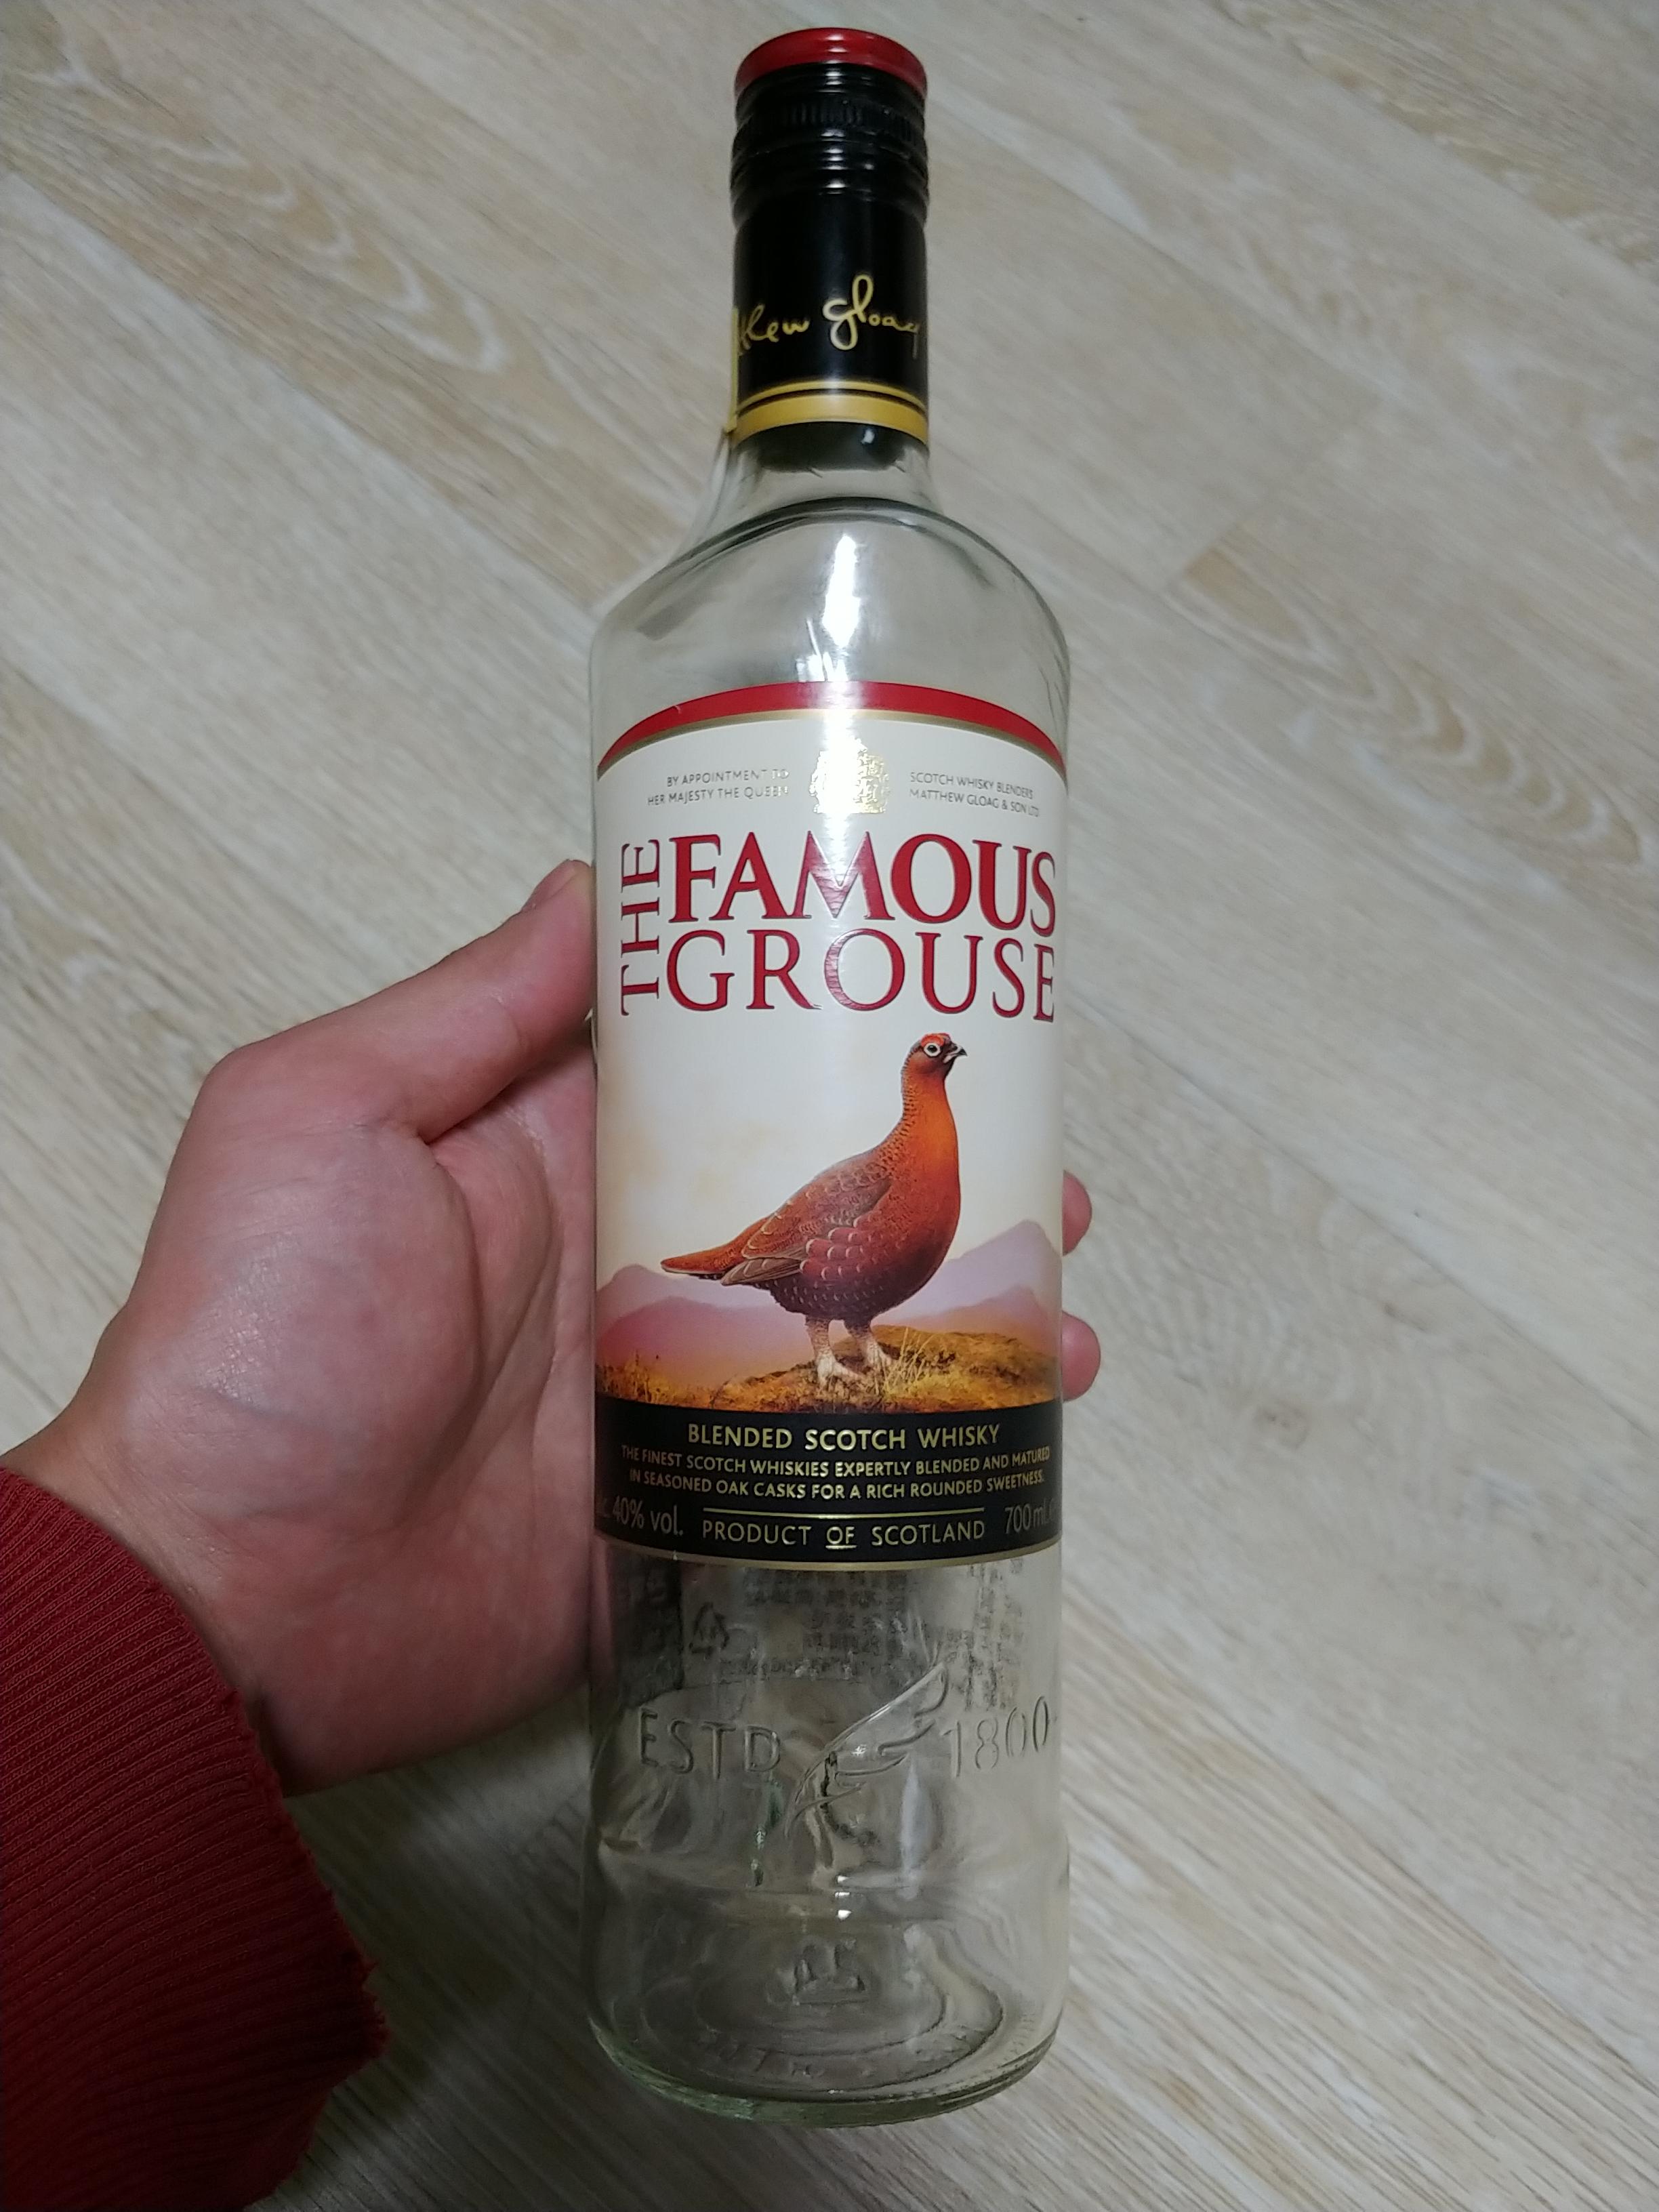 thew Gloag
BY APPOINTMENT TO
HER MAJESTY THE QUEEN
SCOTCH WHISKY BLENDERS
MATTHEW GLOAG & SON LTD
THE FAMOUS
GROUSE
BLENDED SCOTCH WHISKY
THE FINEST SCOTCH WHISKIES EXPERTLY BLENDED AND MATURED
IN SEASONED OAK CASKS FOR A RICH ROUNDED SWEETNESS.
lc. 40% vol. PRODUCT OF SCOTLAND 700 ml
ESTD 1800